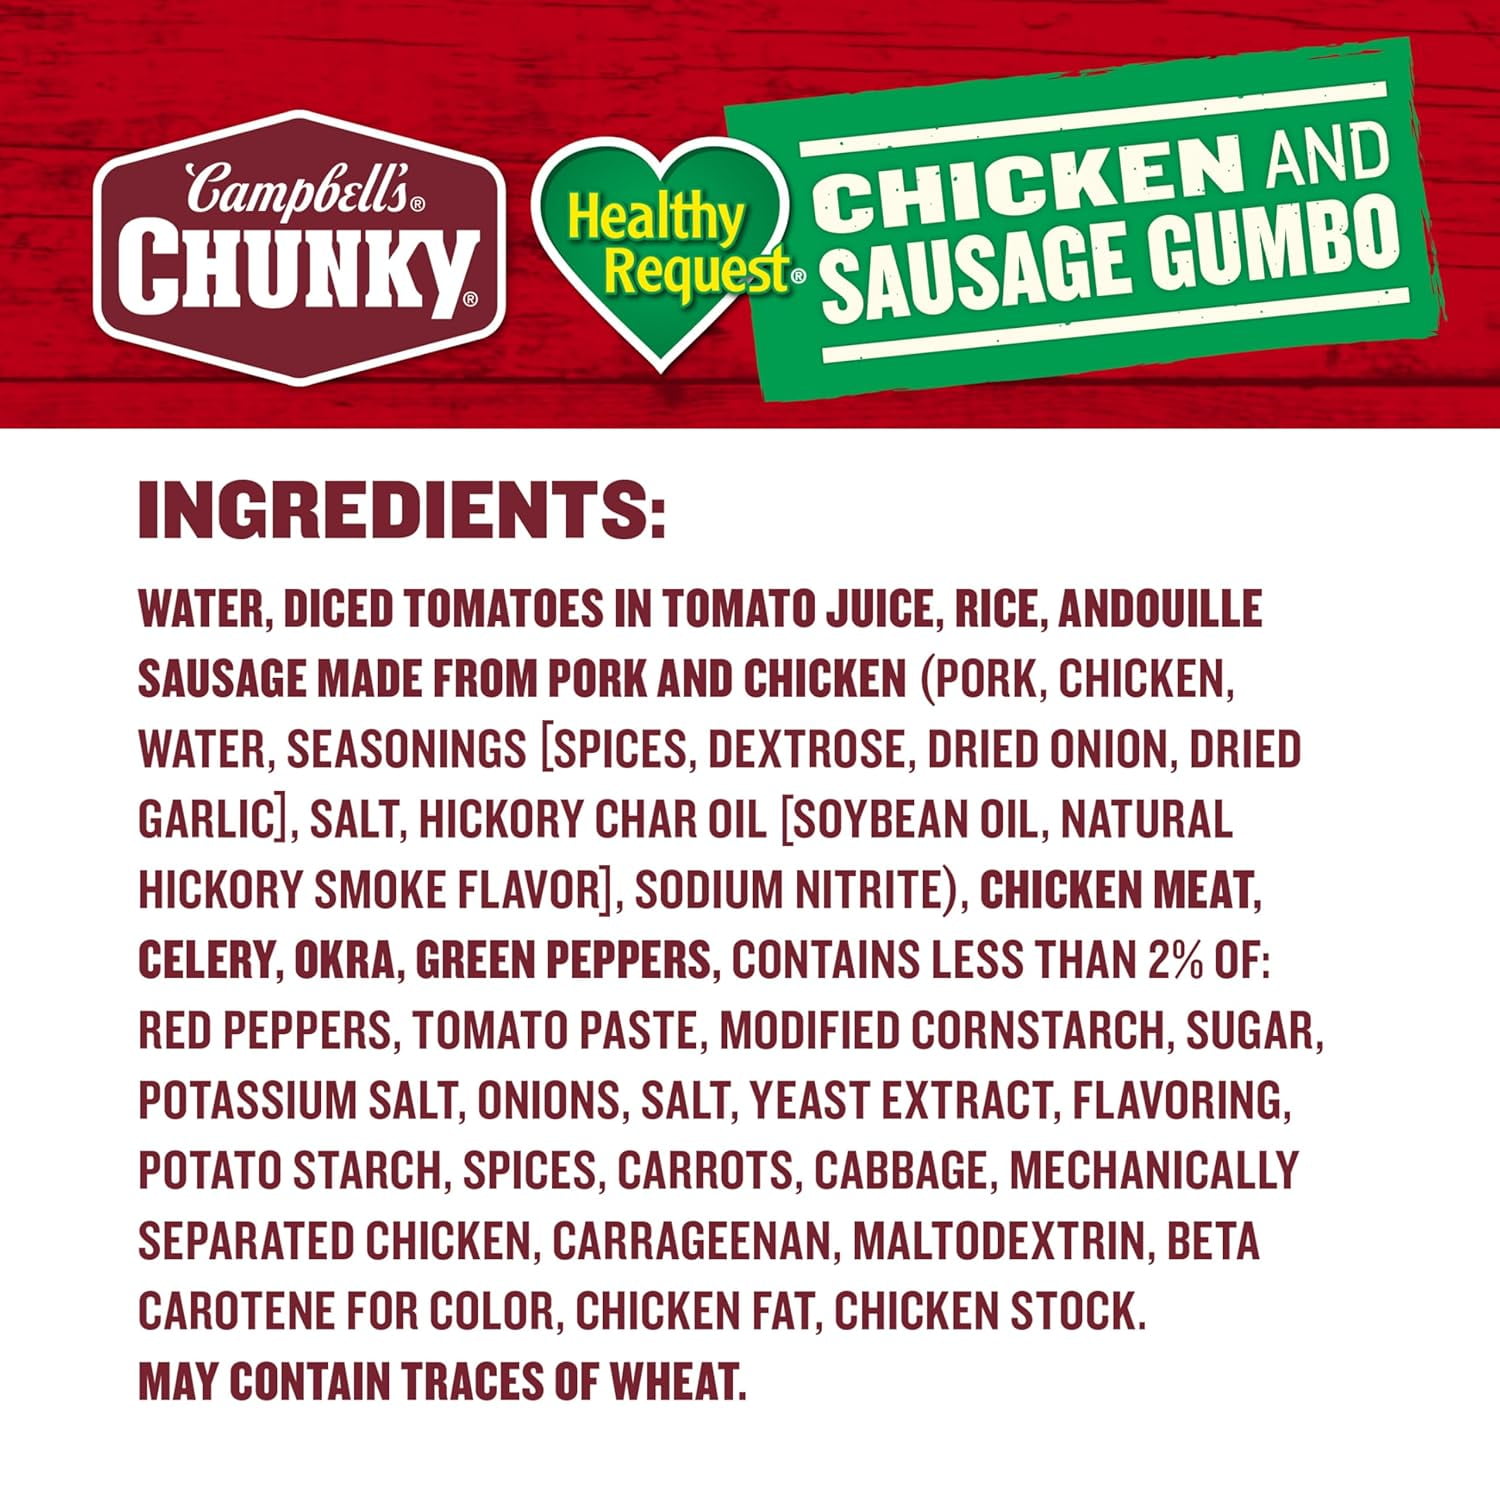 Campbell's®
CHUNKY®
Healthy
Request®
CHICKEN AND
SAUSAGE GUMBO
INGREDIENTS:
WATER, DICED TOMATOES IN TOMATO JUICE, RICE, ANDOUILLE
SAUSAGE MADE FROM PORK AND CHICKEN (PORK, CHICKEN,
WATER, SEASONINGS [SPICES, DEXTROSE, DRIED ONION, DRIED
GARLIC], SALT, HICKORY CHAR OIL [SOYBEAN OIL, NATURAL
HICKORY SMOKE FLAVOR], SODIUM NITRITE), CHICKEN MEAT,
CELERY, OKRA, GREEN PEPPERS, CONTAINS LESS THAN 2% OF:
RED PEPPERS, TOMATO PASTE, MODIFIED CORNSTARCH, SUGAR,
POTASSIUM SALT, ONIONS, SALT, YEAST EXTRACT, FLAVORING,
POTATO STARCH, SPICES, CARROTS, CABBAGE, MECHANICALLY
SEPARATED CHICKEN, CARRAGEENAN, MALTODEXTRIN, BETA
CAROTENE FOR COLOR, CHICKEN FAT, CHICKEN STOCK.
MAY CONTAIN TRACES OF WHEAT.